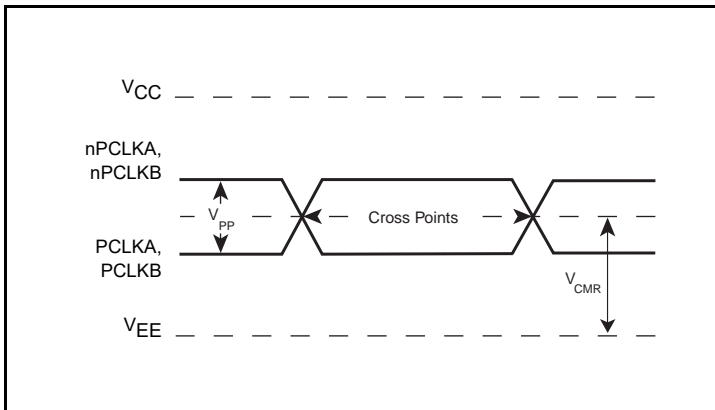 VCC
nPCLKA,
nPCLKB
VPP
Cross Points
PCLKA,
PCLKB
VCMR
VEE